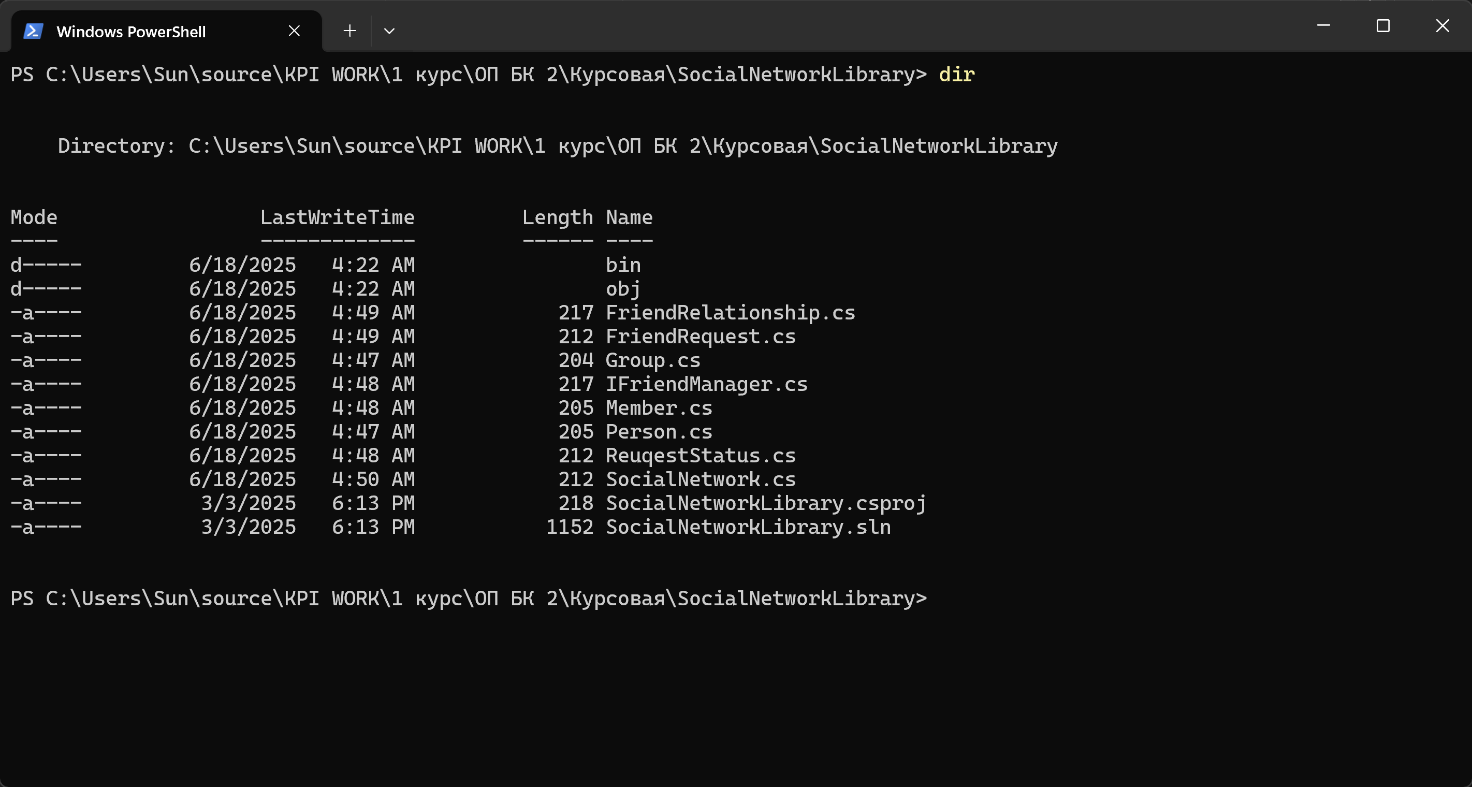 Windows PowerShell
PS C:\Users\Sun\source\KPI WORK\1 курс\ОП БК 2\Курсовая\SocialNetworkLibrary> dir
Directory: C:\Users\Sun\source\KPI WORK\1 курс\ОП БК 2\Курсовая\SocialNetworkLibrary
Mode                 LastWriteTime         Length Name
----                 -------------         ------ ----
d-----         6/18/2025   4:22 AM                bin
d-----         6/18/2025   4:22 AM                obj
-a----         6/18/2025   4:49 AM            217 FriendRelationship.cs
-a----         6/18/2025   4:49 AM            212 FriendRequest.cs
-a----         6/18/2025   4:47 AM            204 Group.cs
-a----         6/18/2025   4:48 AM            217 IFriendManager.cs
-a----         6/18/2025   4:48 AM            205 Member.cs
-a----         6/18/2025   4:47 AM            205 Person.cs
-a----         6/18/2025   4:48 AM            212 ReuqestStatus.cs
-a----         6/18/2025   4:50 AM            212 SocialNetwork.cs
-a----          3/3/2025   6:13 PM            218 SocialNetworkLibrary.csproj
-a----          3/3/2025   6:13 PM           1152 SocialNetworkLibrary.sln
PS C:\Users\Sun\source\KPI WORK\1 курс\ОП БК 2\Курсовая\SocialNetworkLibrary>